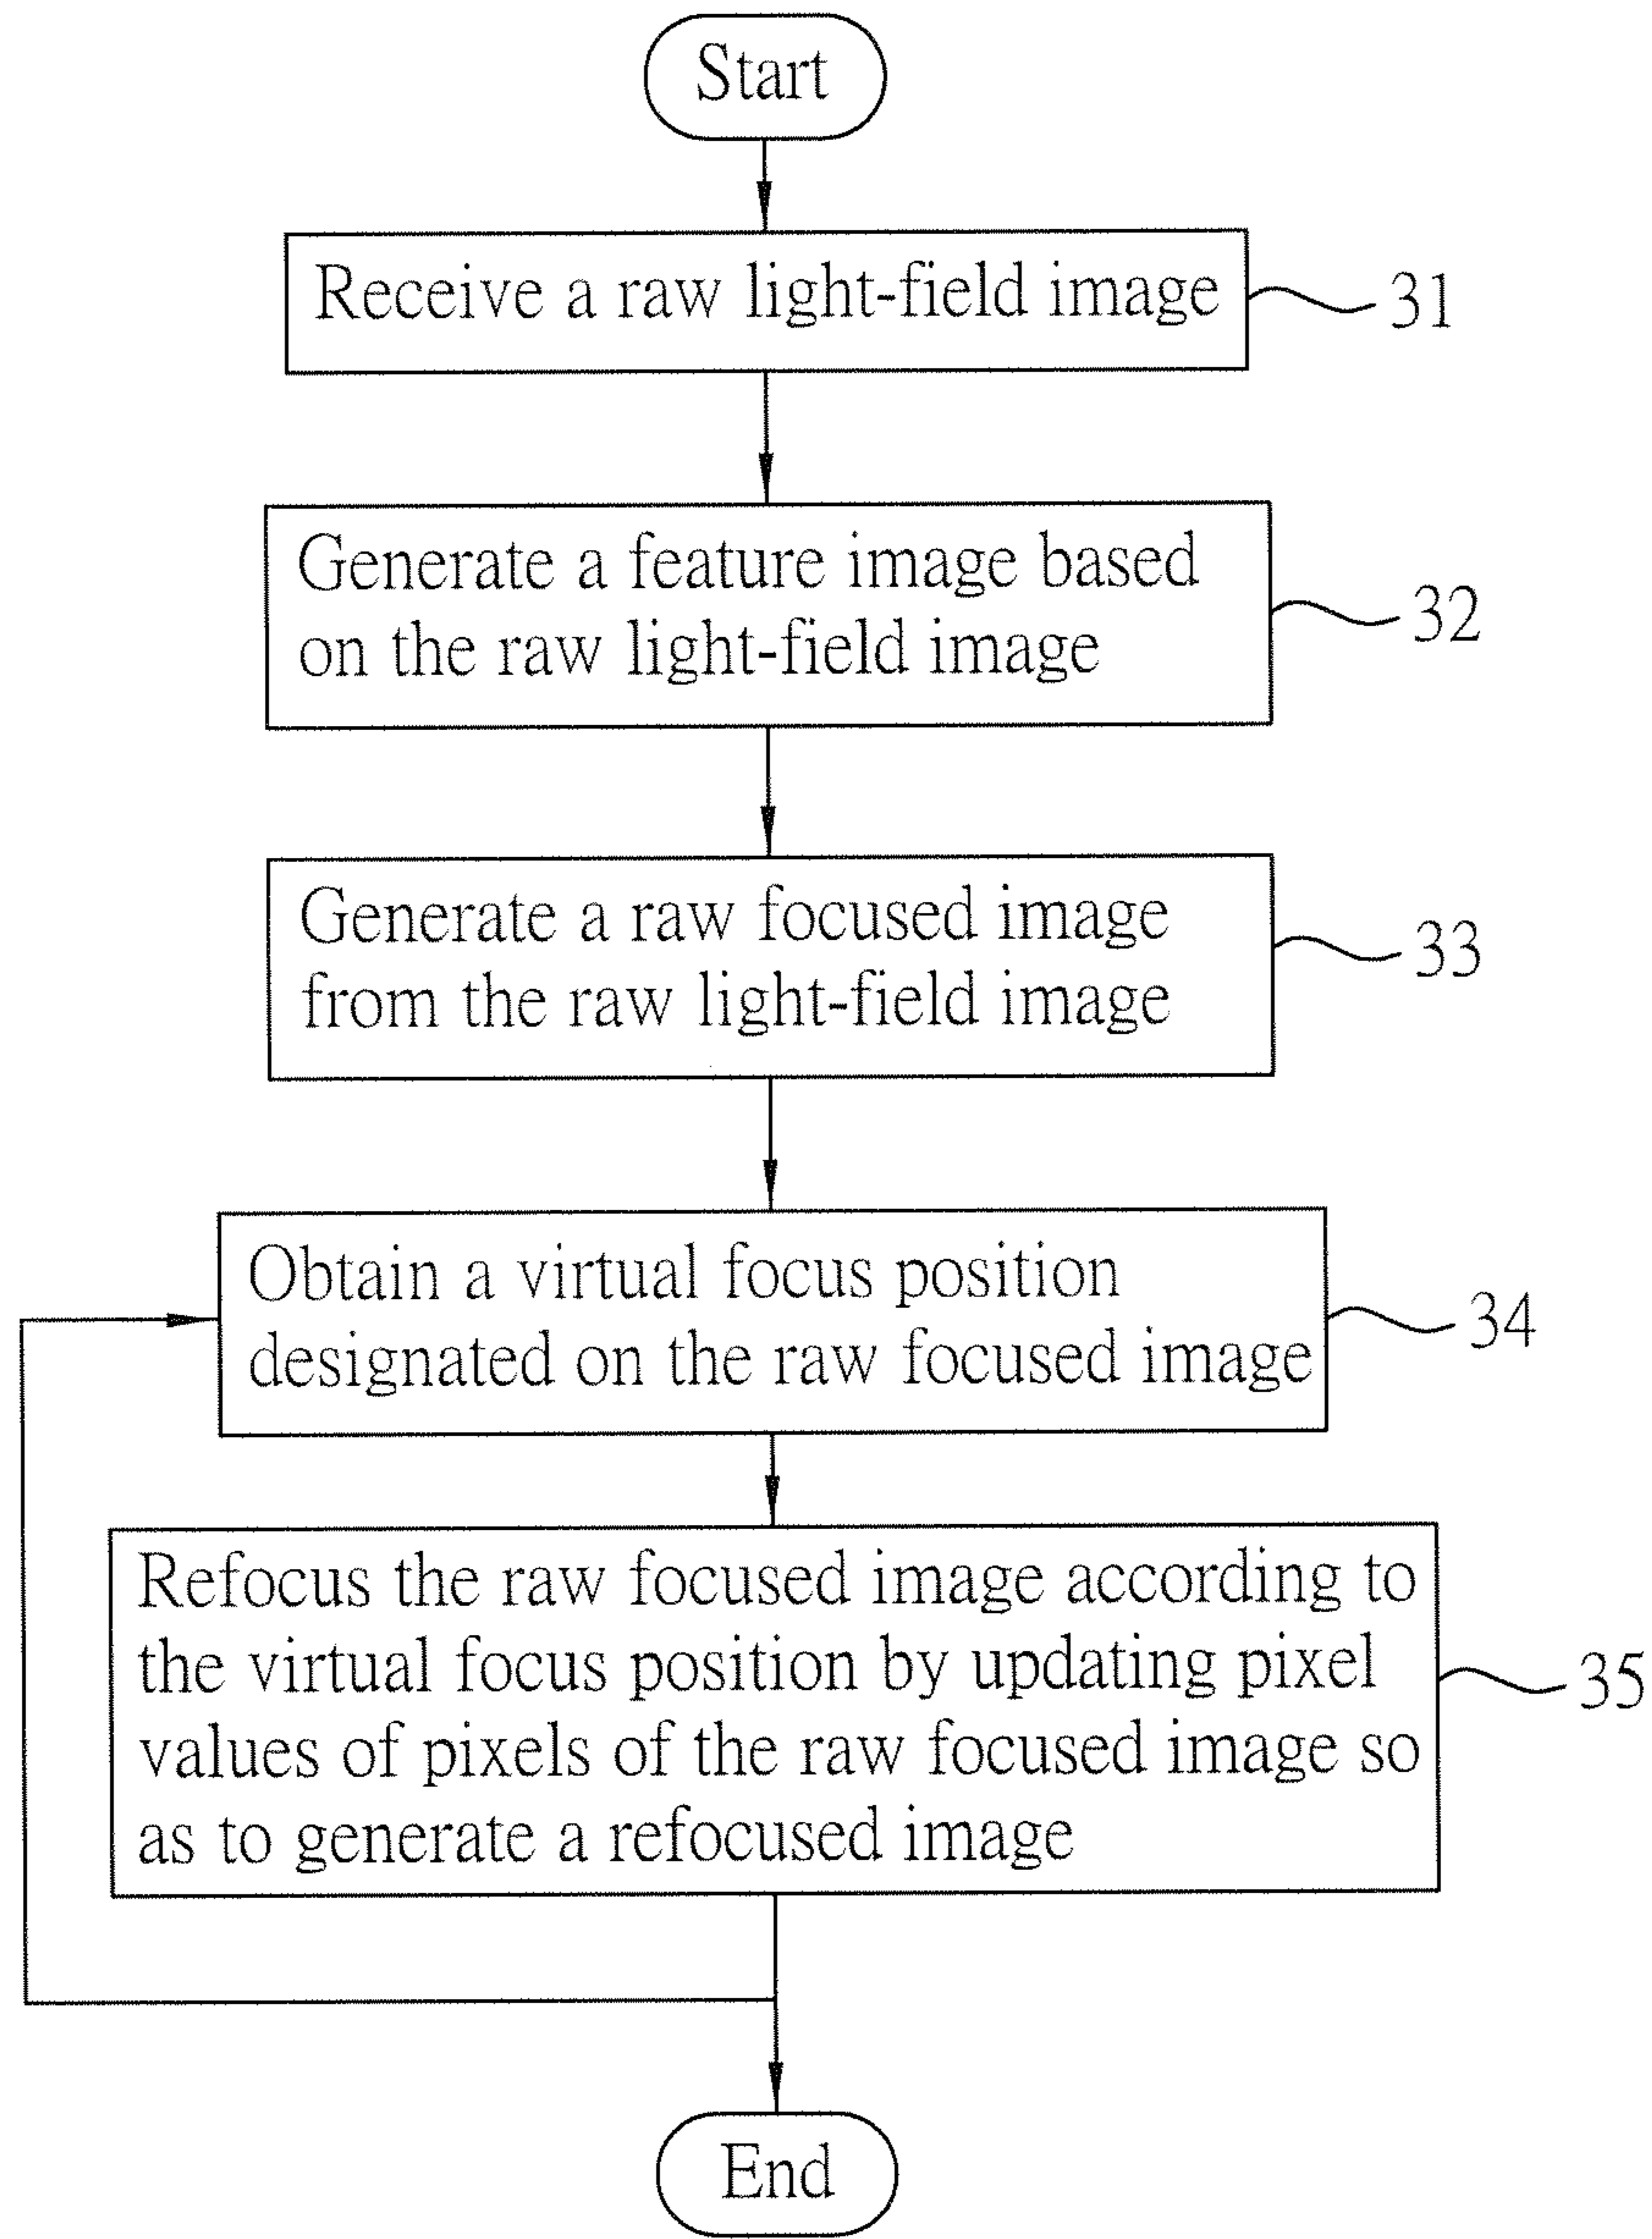 Start
Receive a raw light-field image
31
Generate a feature image based
on the raw light-field image
32
Generate a raw focused image
from the raw light-field image
33
Obtain a virtual focus position
designated on the raw focused image
34
Refocus the raw focused image according to
the virtual focus position by updating pixel
values of pixels of the raw focused image so
as to generate a refocused image
35
End